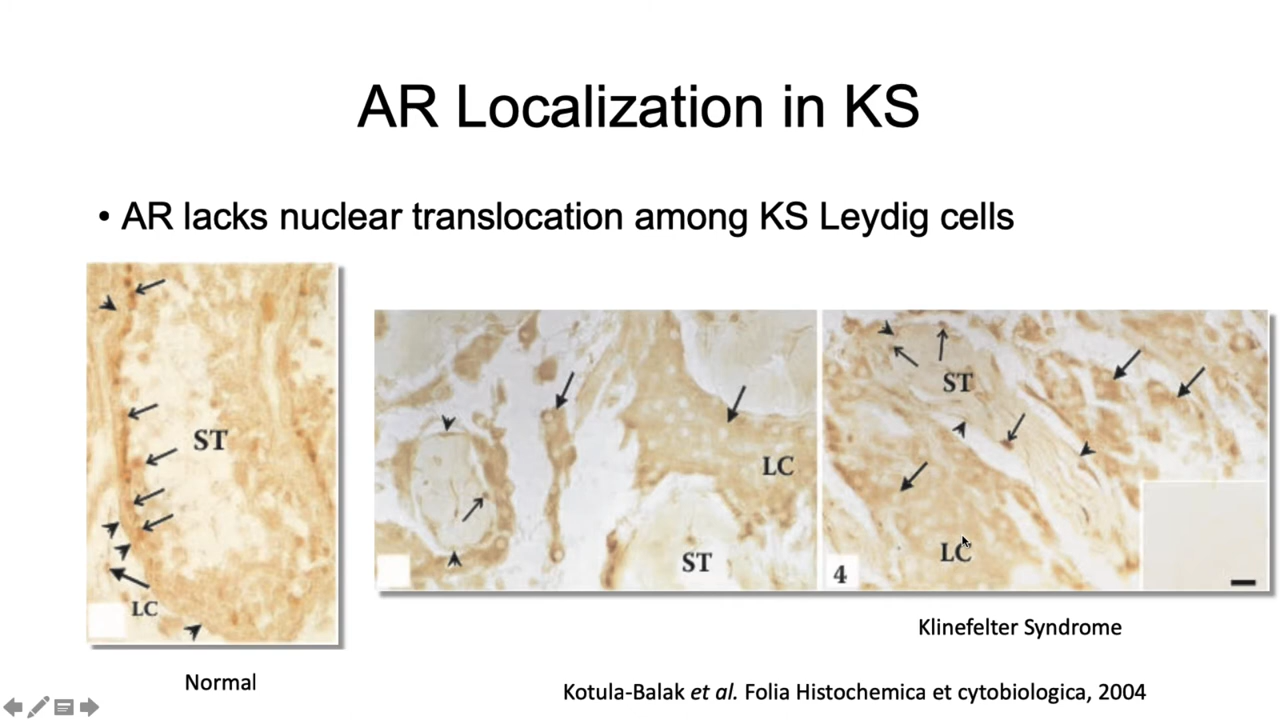 AR Localization in KS
• AR lacks nuclear translocation among KS Leydig cells
ST
LC
Normal
LC
ST
ST
LC
4
Klinefelter Syndrome
Kotula-Balak et al. Folia Histochemica et cytobiologica, 2004